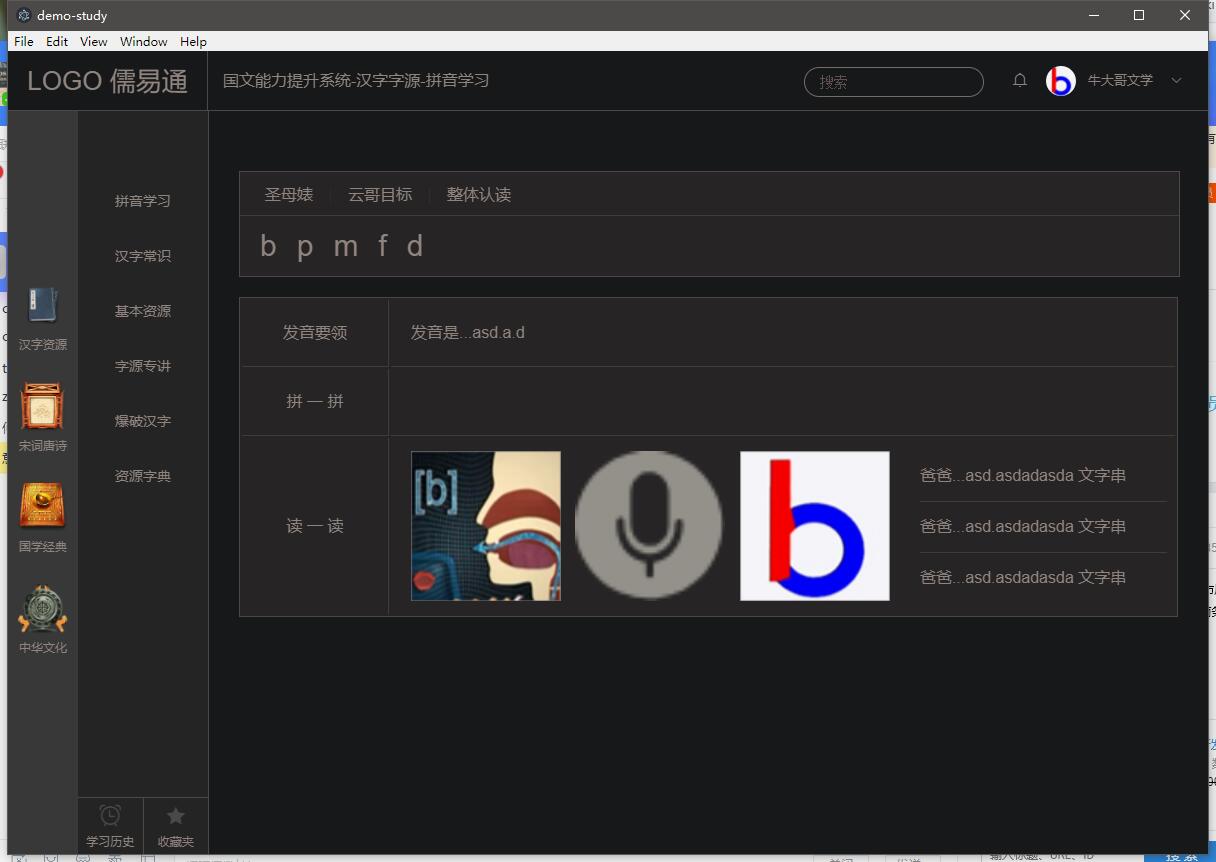 demo-study
File Edit View Window Help
LOGO 儒易通
国文能力提升系统-汉字字源-拼音学习
搜索
牛大哥文学
汉字资源
宋词唐诗
国学经典
中华文化
拼音学习
汉字常识
基本资源
字源专讲
爆破汉字
资源字典
学习历史
收藏夹
圣母婊 云哥目标 整体认读
b p m f d
发音要领
发音是...asd.a.d
拼 一 拼
读 一 读
[b]
b
爸爸...asd.asdadasda 文字串
爸爸...asd.asdadasda 文字串
爸爸...asd.asdadasda 文字串